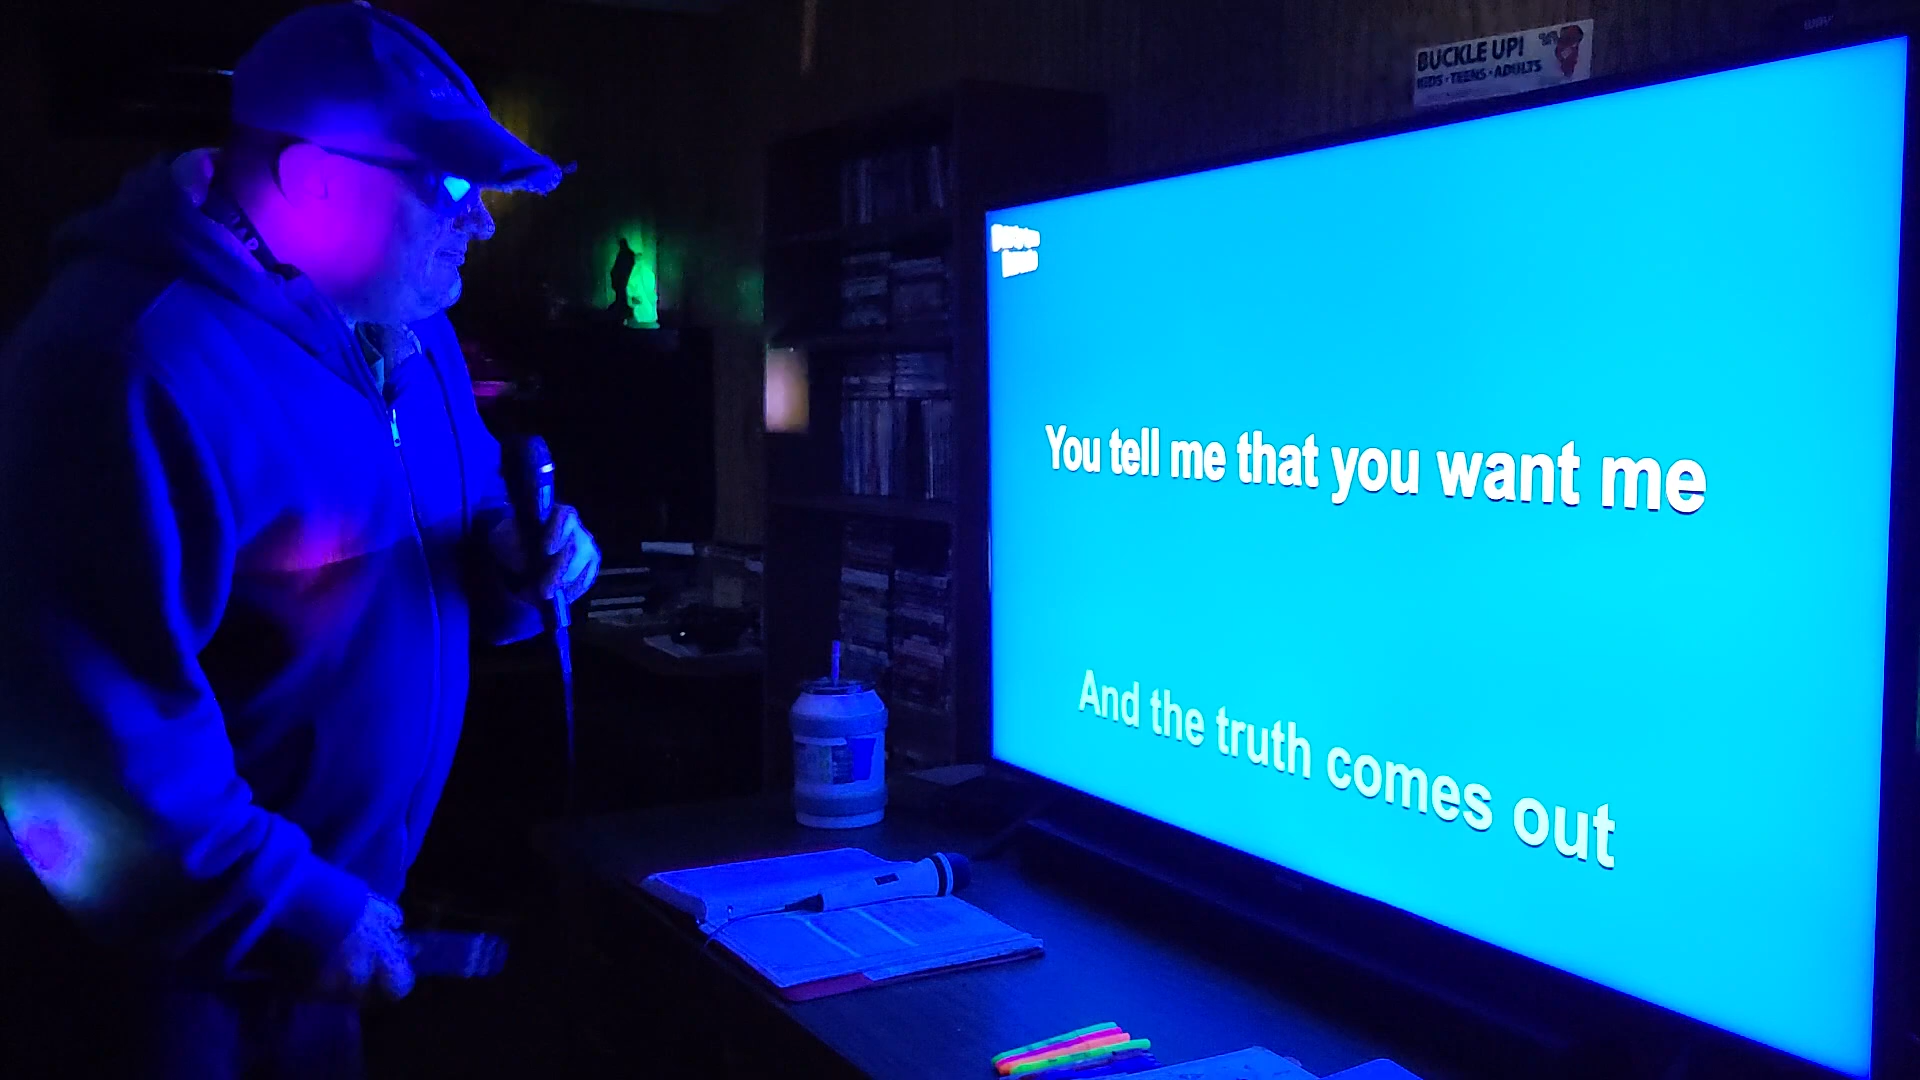 BUCKLE UP!
KIDS • TEENS • ADULTS
You tell me that you want me
And the truth comes out